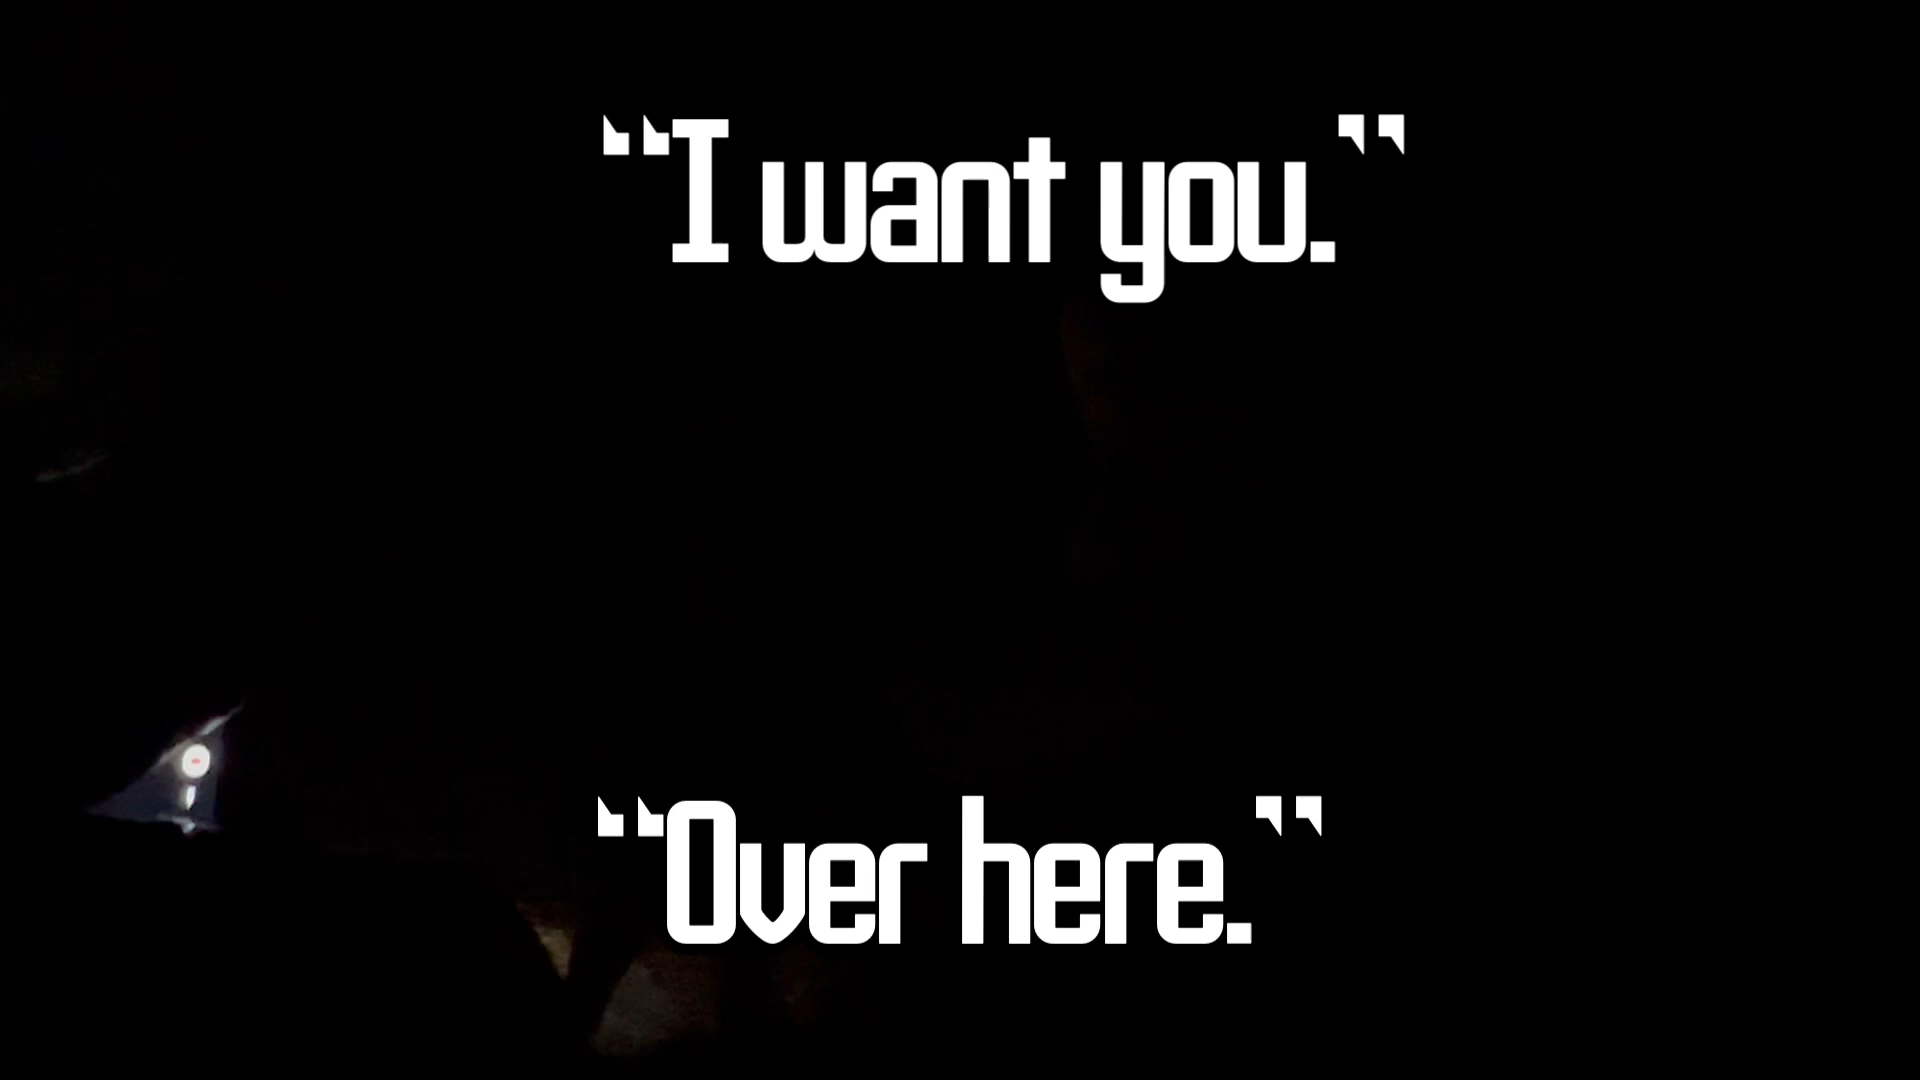 “I want you.”
“Over here.”